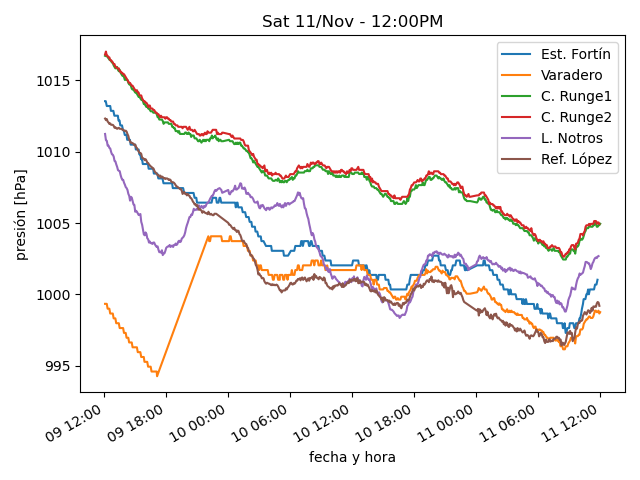 Sat 11/Nov - 12:00PM
Est. Fortín
Varadero
C. Runge1
C. Runge2
L. Notros
Ref. López
presión [hPa]
1015
1010
1005
1000
995
09 12:00
09 18:00
10 00:00
10 06:00
10 12:00
10 18:00
11 00:00
11 06:00
11 12:00
fecha y hora